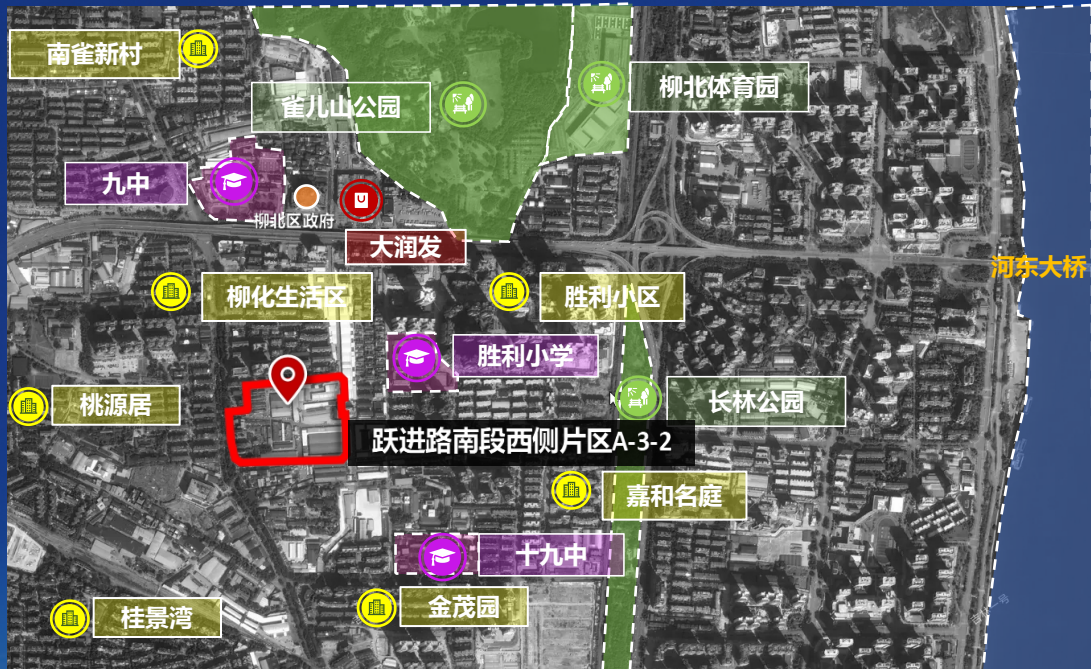 南雀新村
雀儿山公园
柳北体育园
九中
柳北区政府
大润发
河东大桥
柳化生活区
胜利小区
胜利小学
桃源居
长林公园
跃进路南段西侧片区A-3-2
嘉和名庭
十九中
桂景湾
金茂园